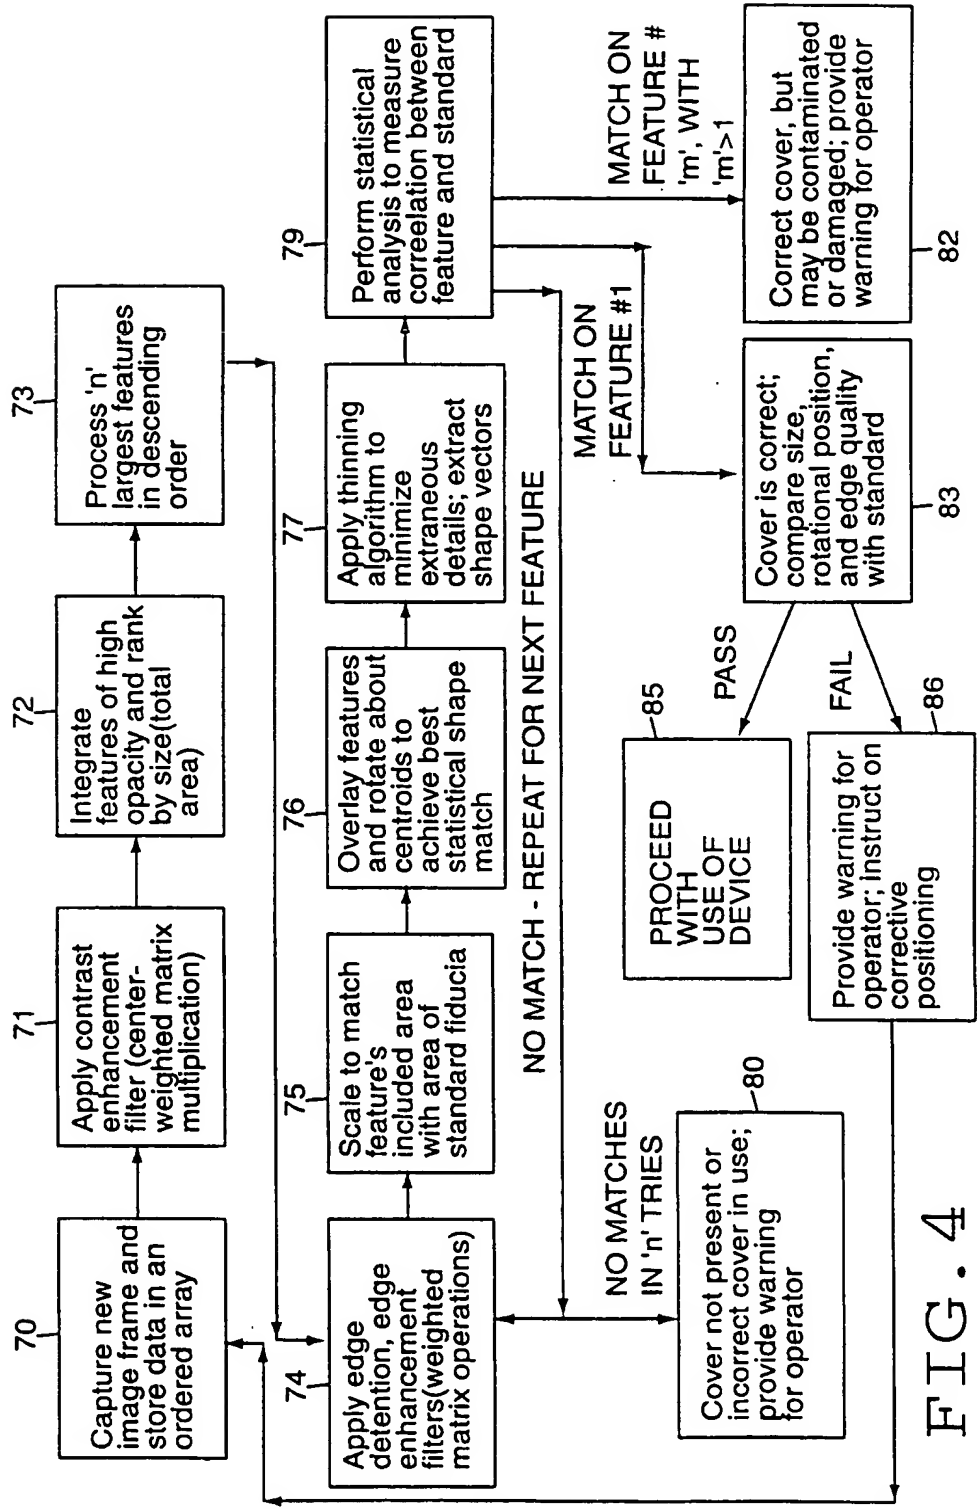 70
Capture new
image frame and
store data in an
ordered array
71
Apply contrast
enhancement
filter (center-
weighted matrix
multiplication)
72
Integrate
features of high
opacity and rank
by size(total
area)
73
Process 'n'
largest features
in descending
order
74
Apply edge
detention, edge
enhancement
filters(weighted
matrix operations)
75
Scale to match
feature's
included area
with area of
standard fiducia
76
Overlay features
and rotate about
centroids to
achieve best
statistical shape
match
77
Apply thinning
algorithm to
minimize
extraneous
details; extract
shape vectors
79
Perform statistical
analysis to measure
correelation between
feature and standard
NO MATCH - REPEAT FOR NEXT FEATURE
MATCH ON
FEATURE #1
MATCH ON
FEATURE #
'm', WITH
'm'>1
NO MATCHES
IN 'n' TRIES
80
Cover not present or
incorrect cover in use;
provide warning
for operator
85
PROCEED
WITH
USE OF
DEVICE
PASS
FAIL
83
Cover is correct;
compare size,
rotational position,
and edge quality
with standard
82
Correct cover, but
may be contaminated
or damaged; provide
warning for operator
86
Provide warning for
operator; instruct on
corrective
positioning
FIG. 4